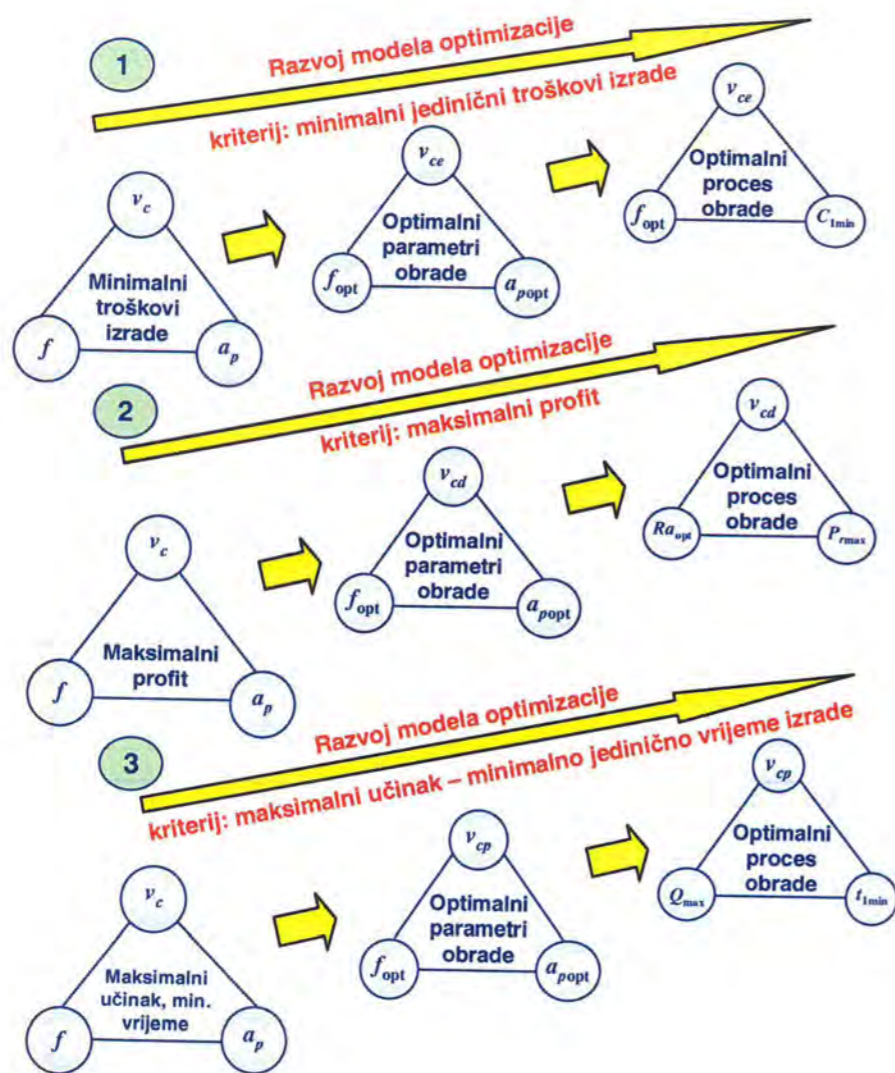 1
Razvoj modela optimizacije
kriterij: minimalni jedinični troškovi izrade
v_c
Minimalni
troškovi
izrade
f
a_p
v_ce
Optimalni
parametri
obrade
f_opt
a_popt
v_ce
Optimalni
proces
obrade
f_opt
C_1min
2
Razvoj modela optimizacije
kriterij: maksimalni profit
v_c
Maksimalni
profit
f
a_p
v_cd
Optimalni
parametri
obrade
f_opt
a_popt
v_cd
Optimalni
proces
obrade
Ra_opt
P_rmax
3
Razvoj modela optimizacije
kriterij: maksimalni učinak – minimalno jedinično vrijeme izrade
v_c
Maksimalni
učinak, min.
vrijeme
f
a_p
v_cp
Optimalni
parametri
obrade
f_opt
a_popt
v_cp
Optimalni
proces
obrade
Q_max
t_1min